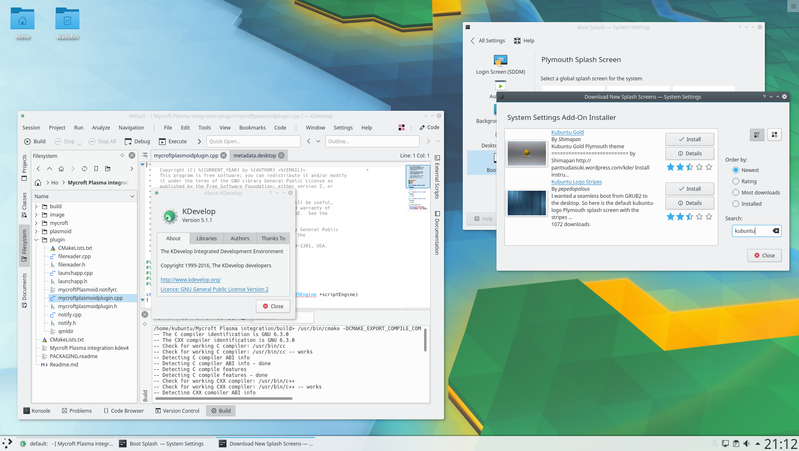 Home
default: - [ Mycroft Plasma integration:plasmoid/plugin/mycroftplasmoidplugin.cpp ] — KDevelop
Session
Project
Run
Analyze
Navigation
File
Edit
Tools
View
Bookmarks
Code
Window
Settings
Help
Code
Build
Stop
Stop All
Debug
Execute
Quick Open...
Filesystem
mycroftplasmoidplugin.cpp
metadata.desktop
Line: 1 Col: 1
Projects
Classes
Filesystem
Documents
Ho
Mycroft Plasma integrat...
Name
build
image
mycroft
plasmoid
plugin
CMakeLists.txt
filereader.cpp
filereader.h
launchapp.cpp
launchapp.h
mycroftPlasmoid.notifyrc
mycroftplasmoidplugin.cpp
mycroftplasmoidplugin.h
notify.cpp
notify.h
qmldir
CMakeLists.txt
Mycroft Plasma integration.kdev4
PACKAGING.readme
Readme.md
Copyright (C) %{CURRENT_YEAR} by %{AUTHOR} <%{EMAIL}>
This program is free software; you can redistribute it and/or modify
it under the terms of the GNU General Public License as
published by the Free Software Foundation; either version 2 or
About KDevelop
KDevelop
Version 5.1.1
About
Libraries
Authors
Thanks To
The KDevelop Integrated Development Environment
Copyright 1999-2016, The KDevelop developers
http://www.kdevelop.org/
License: GNU General Public License Version 2
Close
*scriptEngine)
External Scripts
Documentation
Build
/home/kubuntu/Mycroft Plasma integration/build> /usr/bin/cmake -DCMAKE_EXPORT_COMPILE_COM
-- The C compiler identification is GNU 6.3.0
-- The CXX compiler identification is GNU 6.3.0
-- Check for working C compiler: /usr/bin/cc
-- Check for working C compiler: /usr/bin/cc -- works
-- Detecting C compiler ABI info
-- Detecting C compiler ABI info - done
-- Detecting C compile features
-- Detecting C compile features - done
-- Check for working CXX compiler: /usr/bin/c++
-- Check for working CXX compiler: /usr/bin/c++ -- works
-- Detecting CXX compiler ABI info
Konsole
Problems
Code Browser
Version Control
Build
Boot Splash — System Settings
All Settings
Help
Login Screen (SDDM)
Plymouth Splash Screen
Select a global splash screen for the system
Help
Download New Splash Screens — System Settings
System Settings Add-On Installer
Kubuntu Gold
By Shimapan
Kubuntu Gold Plymouth theme
============================ by
Shimapan http://
pantsudaisuki.wordpress.com/kde/ Install
instru...
Install
Details
Kubuntu Logo Stripes
By pepedapolous
I wanted a seamless boot from GRUB2 to
the desktop. So here is the default kubuntu-
logo Plymouth splash screen with the
stripes ...
1072 downloads
Install
Details
Order by:
Newest
Rating
Most downloads
Installed
Search:
kubuntu
Close
default: - [ Mycroft Plasma integr...
Boot Splash — System Settings
Download New Splash Screens — ...
21:12